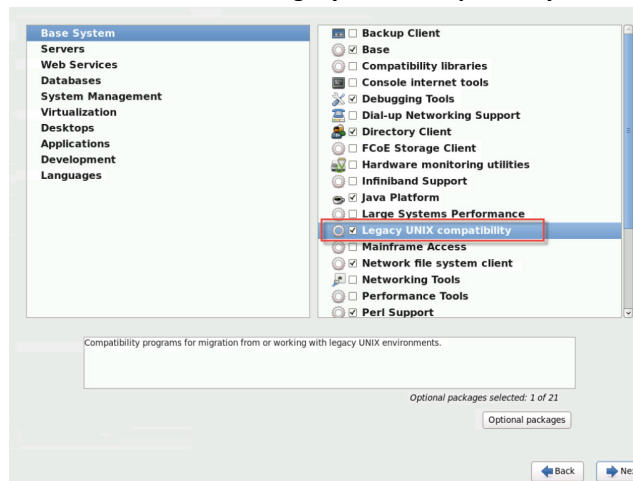 Base System
Servers
Web Services
Databases
System Management
Virtualization
Desktops
Applications
Development
Languages
Backup Client
Base
Compatibility libraries
Console internet tools
Debugging Tools
Dial-up Networking Support
Directory Client
FCoE Storage Client
Hardware monitoring utilities
Infiniband Support
Java Platform
Large Systems Performance
Legacy UNIX compatibility
Mainframe Access
Network file system client
Networking Tools
Performance Tools
Perl Support
Compatibility programs for migration from or working with legacy UNIX environments.
Optional packages selected: 1 of 21
Optional packages
Back